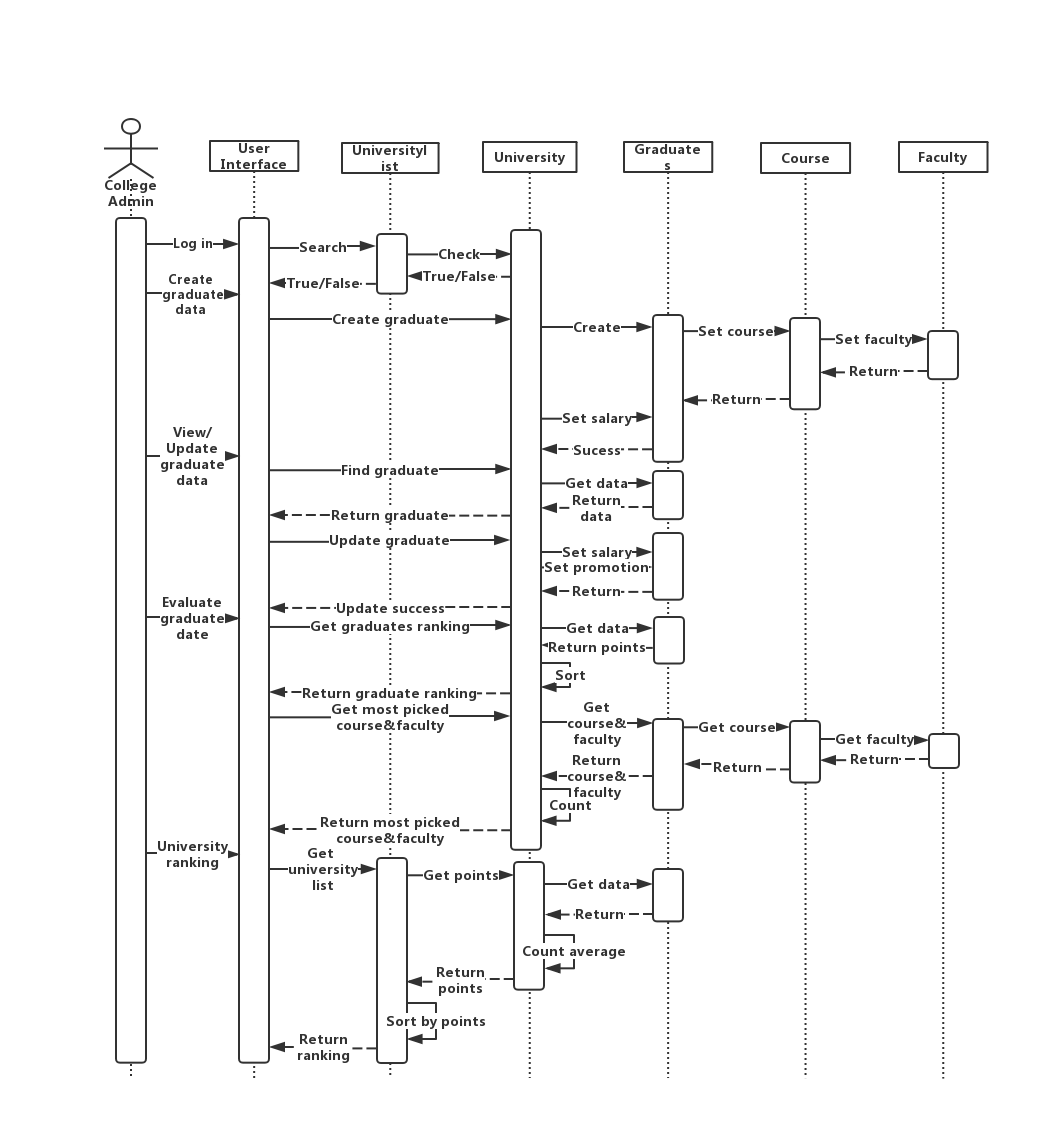 College
Admin
User
Interface
Universityl
ist
University
Graduate
s
Course
Faculty
Log in
Search
Check
True/False
True/False
Create
graduate
data
Create graduate
Create
Set course
Set faculty
Return
Return
Set salary
Sucess
View/
Update
graduate
data
Find graduate
Get data
Return
data
Return graduate
Update graduate
Set salary
Set promotion
Return
Evaluate
graduate
date
Update success
Get graduates ranking
Get data
Return points
Sort
Return graduate ranking
Get most picked
course&faculty
Get
course&
faculty
Get course
Get faculty
Return
Return
Return
course&
faculty
Count
Return most picked
course&faculty
University
ranking
Get
university
list
Get points
Get data
Return
Count average
Return
points
Sort by points
Return
ranking